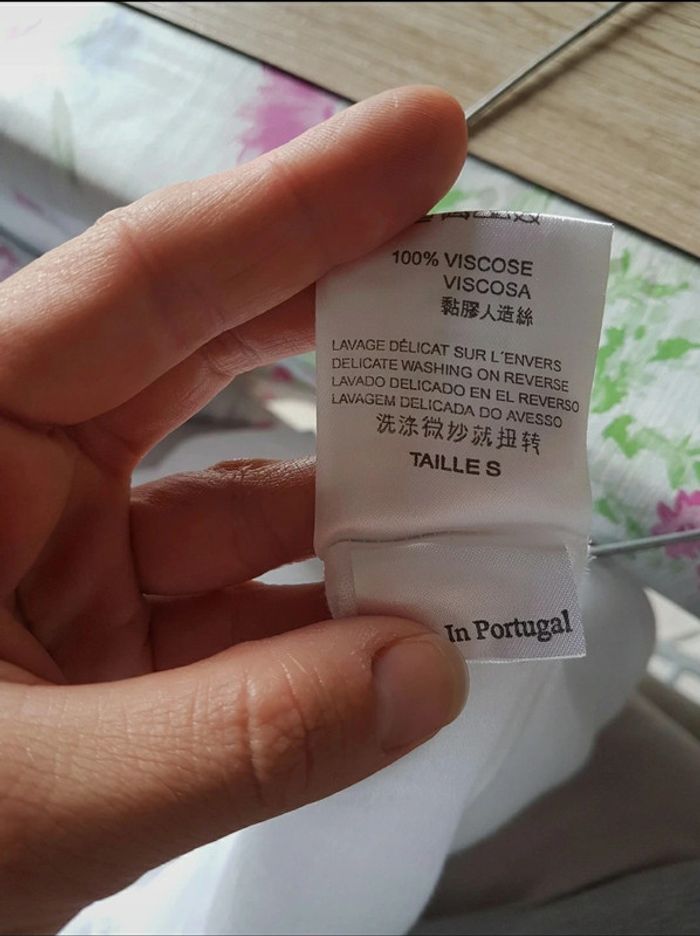 100% VISCOSE
VISCOSA
黏膠人造絲
LAVAGE DÉLICAT SUR L´ENVERS
DELICATE WASHING ON REVERSE
LAVADO DELICADO EN EL REVERSO
LAVAGEM DELICADA DO AVESSO
洗涤微妙就扭转
TAILLE S
In Portugal